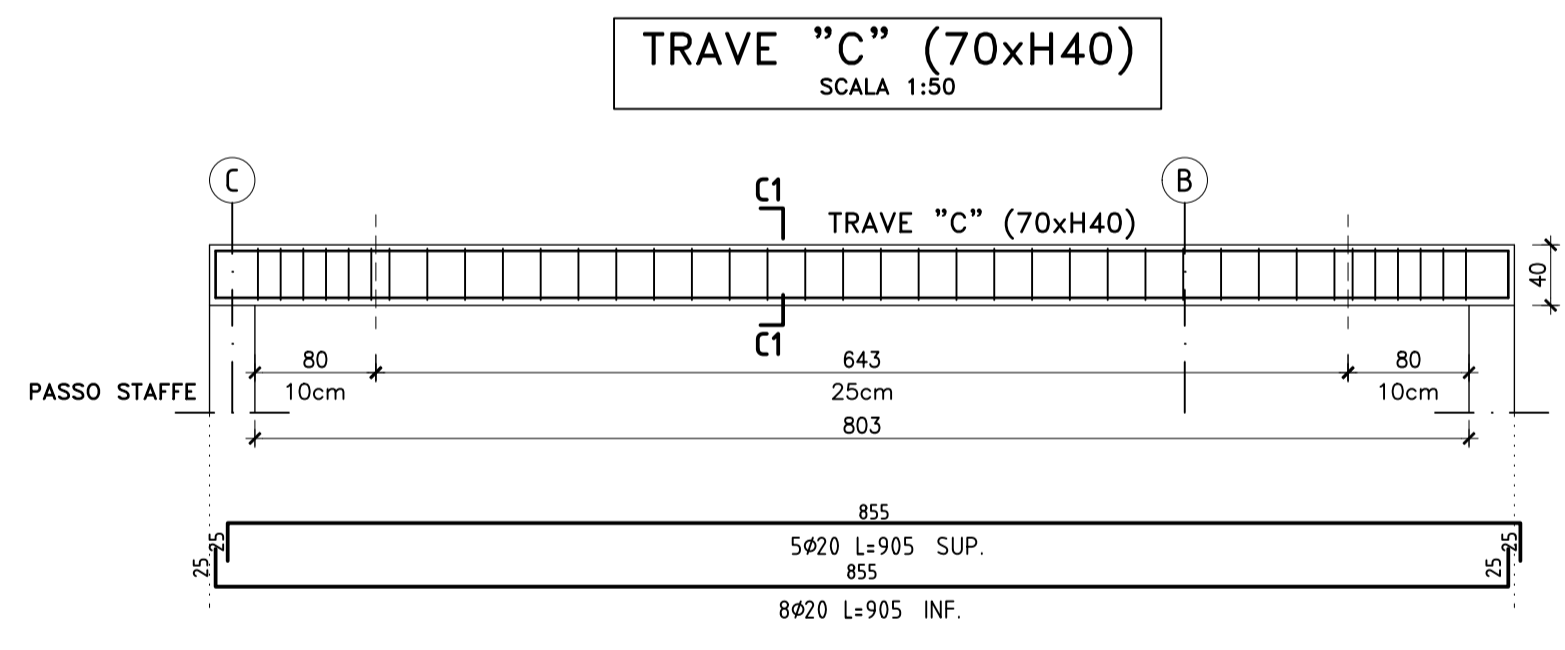 TRAVE "C" (70xH40)
SCALA 1:50
C
B
C1
TRAVE "C" (70xH40)
40
C1
80
643
80
PASSO STAFFE
10cm
25cm
10cm
803
855
25
25
5Ø20 L=905 SUP.
25
855
25
8Ø20 L=905 INF.